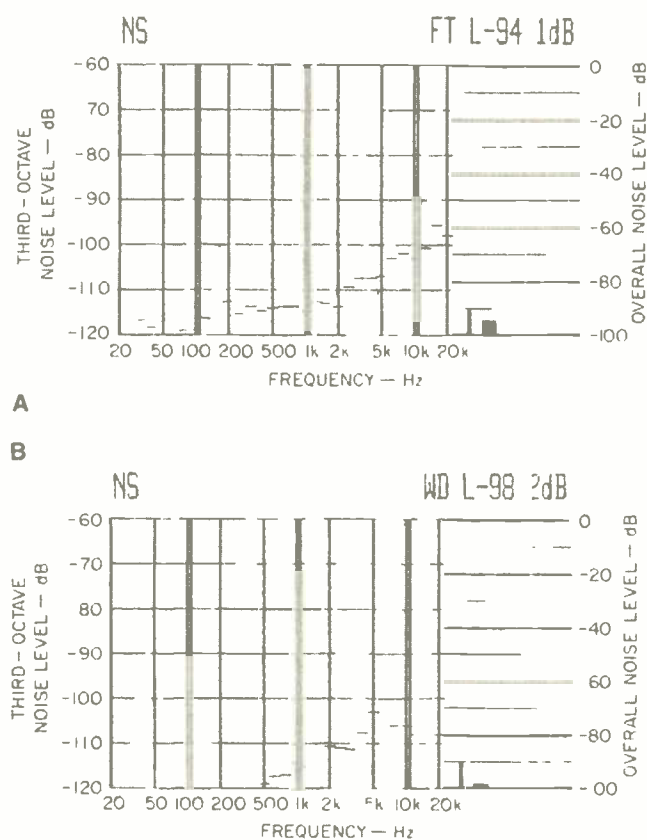 NS FT L-94 1dB
THIRD-OCTAVE
NOISE LEVEL — dB
-60
-70
-80
-90
-100
-110
-120
0
-20
-40
-60
-80
-100
OVERALL NOISE LEVEL — dB
20 50 100 200 500 1k 2k 5k 10k 20k
FREQUENCY — Hz
A
B
NS WD L-98 2dB
THIRD-OCTAVE
NOISE LEVEL — dB
-60
-70
80
-90
-100
-110
-120
0
-20
-40
60
-80
-00
OVERALL NOISE LEVEL — dB
20 50 100 200 500 1k 2k 5k 10k 20k
FREQUENCY — Hz